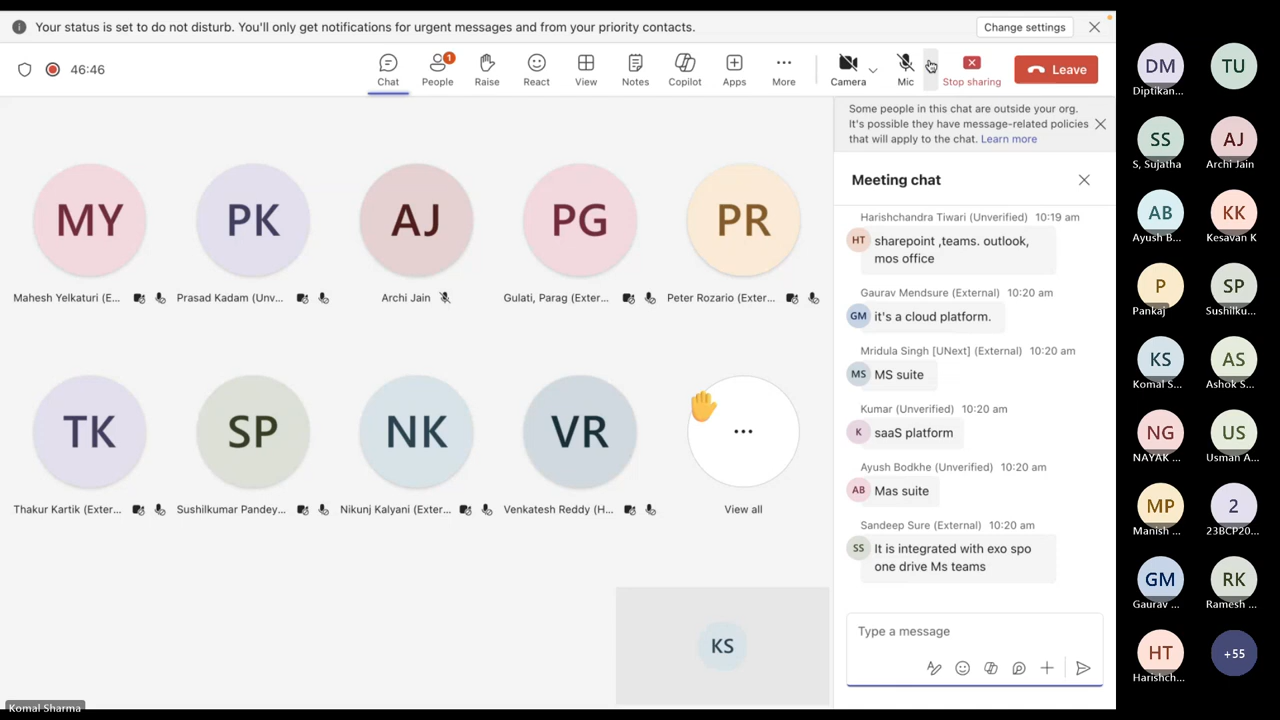 Your status is set to do not disturb. You'll only get notifications for urgent messages and from your priority contacts.
Change settings
46:46
Chat
1
People
Raise
React
View
Notes
Copilot
Apps
More
Camera
Mic
Stop sharing
Leave
MY
Mahesh Yelkaturi (E...
PK
Prasad Kadam (Unv...
AJ
Archi Jain
PG
Gulati, Parag (Exter...
PR
Peter Rozario (Exter...
TK
Thakur Kartik (Exter...
SP
Sushilkumar Pandey...
NK
Nikunj Kalyani (Exter...
VR
Venkatesh Reddy (H...
...
View all
KS
Komal Sharma
Some people in this chat are outside your org.
It's possible they have message-related policies
that will apply to the chat. Learn more
Meeting chat
Harishchandra Tiwari (Unverified) 10:19 am
HT
sharepoint ,teams. outlook,
mos office
Gaurav Mendsure (External) 10:20 am
GM
it's a cloud platform.
Mridula Singh [UNext] (External) 10:20 am
MS
MS suite
Kumar (Unverified) 10:20 am
K
saaS platform
Ayush Bodkhe (Unverified) 10:20 am
AB
Mas suite
Sandeep Sure (External) 10:20 am
SS
It is integrated with exo spo
one drive Ms teams
Type a message
DM
Diptikan...
TU
SS
S, Sujatha
AJ
Archi Jain
AB
Ayush B...
KK
Kesavan K
P
Pankaj
SP
Sushilku...
KS
Komal S...
AS
Ashok S...
NG
NAYAK ...
US
Usman A...
MP
Manish ...
2
23BCP20...
GM
Gaurav ...
RK
Ramesh ...
HT
Harishch...
+55